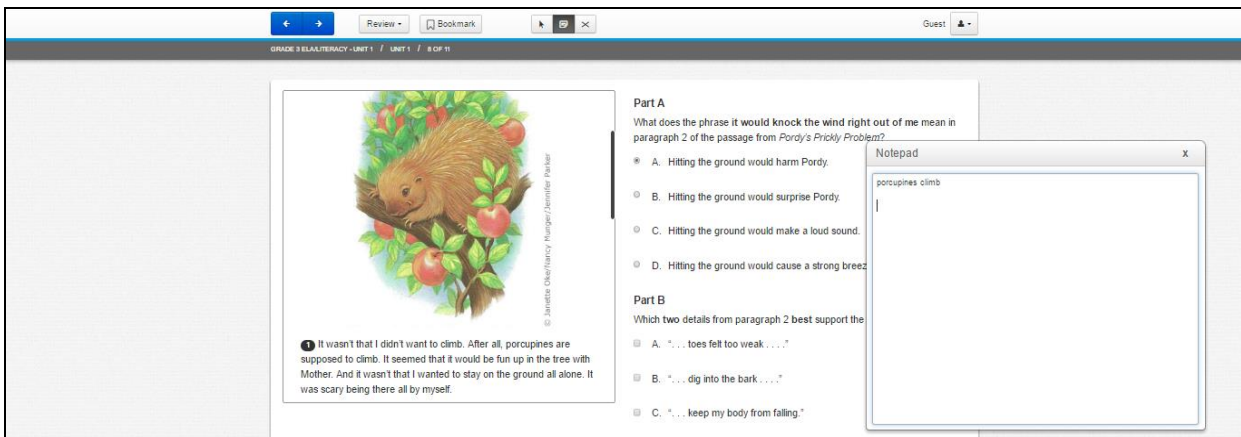 Review
Bookmark
Guest
GRADE 3 ELA/LITERACY - UNIT 1 / UNIT 1 / 8 OF 11
© Janette Oke/Nancy Munger/Jennifer Parker
1 It wasn't that I didn't want to climb. After all, porcupines are
supposed to climb. It seemed that it would be fun up in the tree with
Mother. And it wasn't that I wanted to stay on the ground all alone. It
was scary being there all by myself.
Part A
What does the phrase it would knock the wind right out of me mean in
paragraph 2 of the passage from Pordy's Prickly Problem?
A. Hitting the ground would harm Pordy.
B. Hitting the ground would surprise Pordy.
C. Hitting the ground would make a loud sound.
D. Hitting the ground would cause a strong breez
Part B
Which two details from paragraph 2 best support the
A. ". . . toes felt too weak . . . ."
B. ". . . dig into the bark . . . ."
C. ". . . keep my body from falling."
Notepad x
porcupines climb